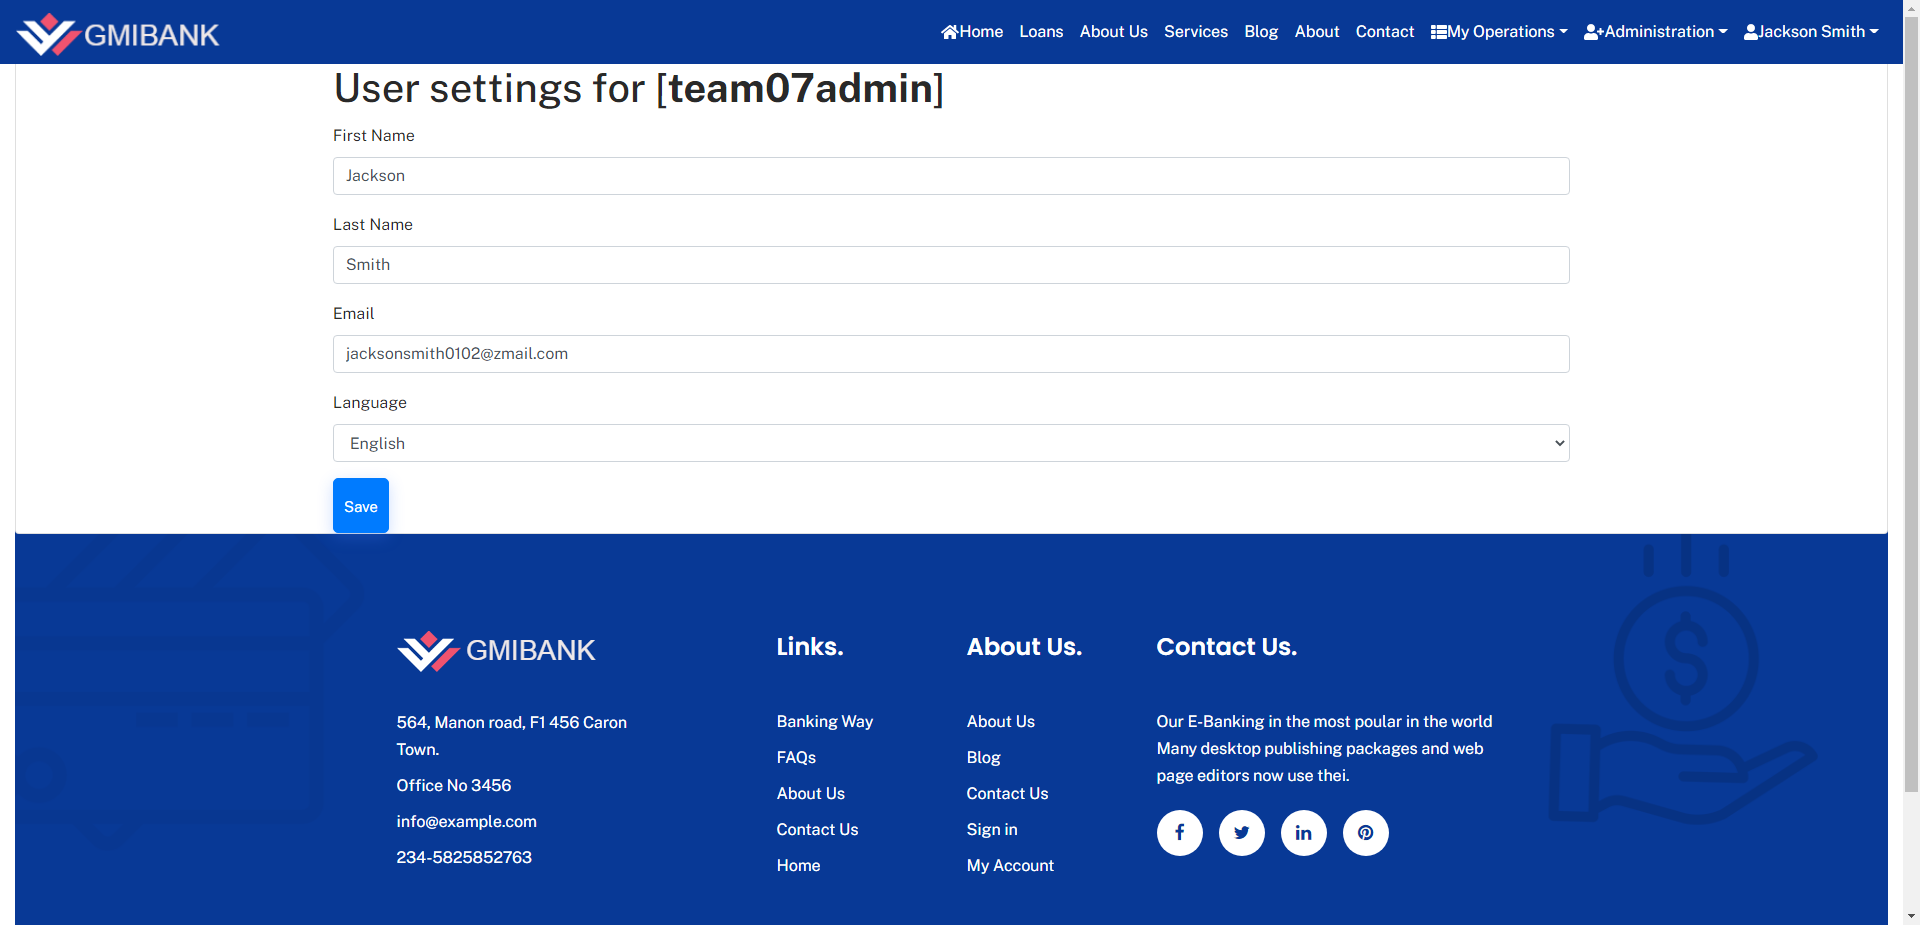 GMIBANK
Home Loans About Us Services Blog About Contact My Operations Administration Jackson Smith
User settings for [team07admin]
First Name
Jackson
Last Name
Smith
Email
jacksonsmith0102@zmail.com
Language
English
Save
GMIBANK
564, Manon road, F1 456 Caron
Town.
Office No 3456
info@example.com
234-5825852763
Links.
Banking Way
FAQs
About Us
Contact Us
Home
About Us.
About Us
Blog
Contact Us
Sign in
My Account
Contact Us.
Our E-Banking in the most poular in the world
Many desktop publishing packages and web
page editors now use thei.